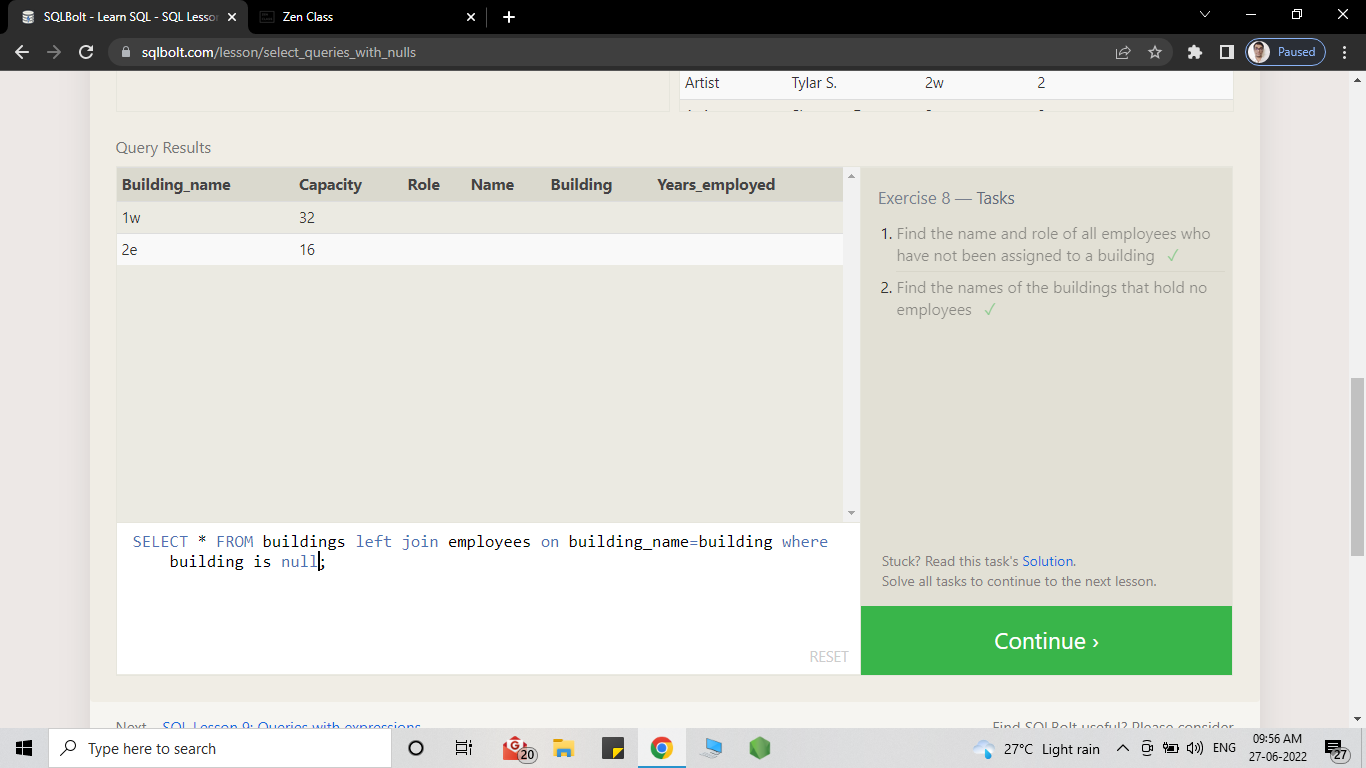 SQLBolt - Learn SQL - SQL Lesson
Zen Class
sqlbolt.com/lesson/select_queries_with_nulls
Paused
Artist Tylar S. 2w 2
Query Results
Building_name Capacity Role Name Building Years_employed
1w 32
2e 16
Exercise 8 — Tasks
1. Find the name and role of all employees who
have not been assigned to a building ✓
2. Find the names of the buildings that hold no
employees ✓
SELECT * FROM buildings left join employees on building_name=building where
building is null;
RESET
Stuck? Read this task's Solution.
Solve all tasks to continue to the next lesson.
Continue ›
Next – SQL Lesson 9: Queries with expressions
Find SQLBolt useful? Please consider
Type here to search
20
27°C Light rain
ENG
09:56 AM
27-06-2022
27